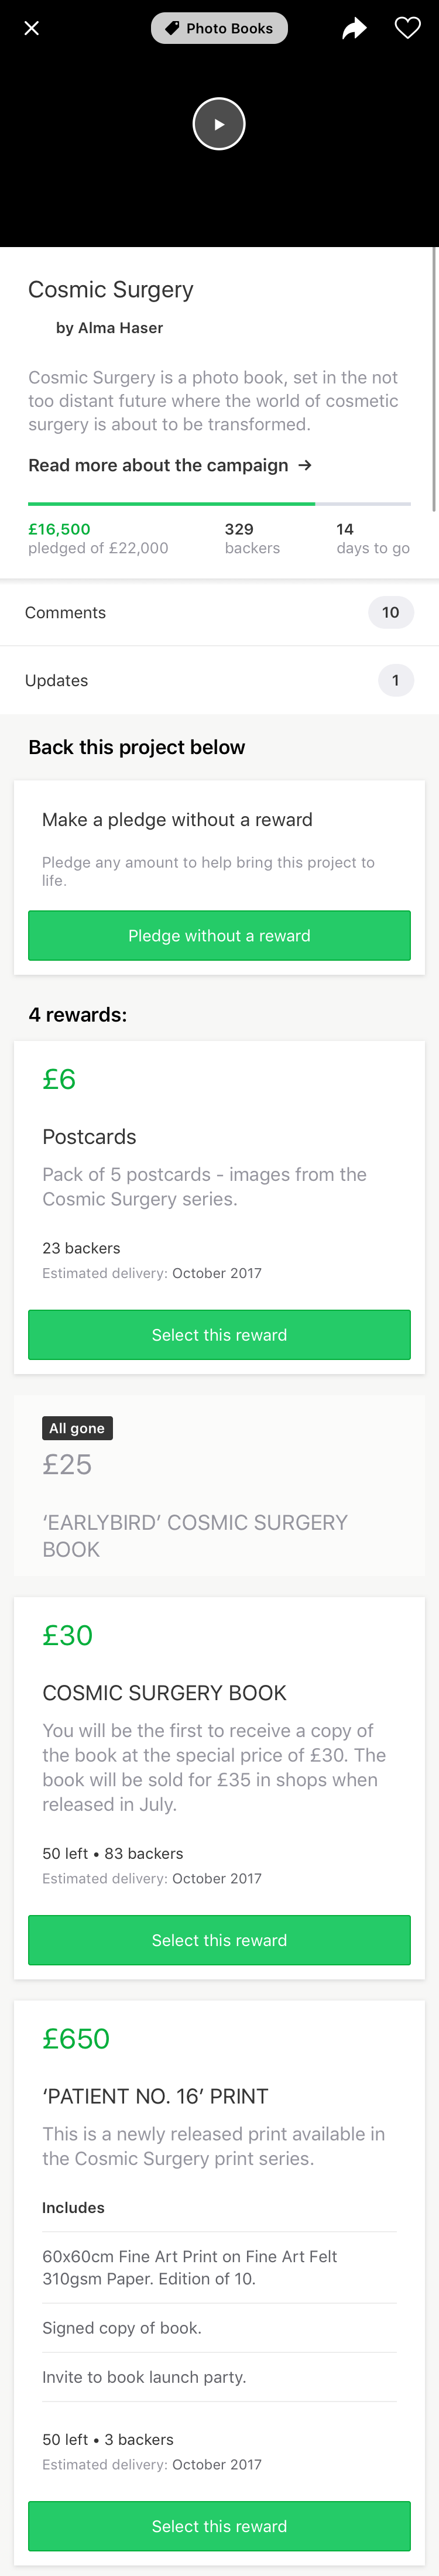 Photo Books
Cosmic Surgery
by Alma Haser
Cosmic Surgery is a photo book, set in the not
too distant future where the world of cosmetic
surgery is about to be transformed.
Read more about the campaign →
£16,500
pledged of £22,000
329
backers
14
days to go
Comments
10
Updates
1
Back this project below
Make a pledge without a reward
Pledge any amount to help bring this project to
life.
Pledge without a reward
4 rewards:
£6
Postcards
Pack of 5 postcards - images from the
Cosmic Surgery series.
23 backers
Estimated delivery: October 2017
Select this reward
All gone
£25
‘EARLYBIRD’ COSMIC SURGERY
BOOK
£30
COSMIC SURGERY BOOK
You will be the first to receive a copy of
the book at the special price of £30. The
book will be sold for £35 in shops when
released in July.
50 left • 83 backers
Estimated delivery: October 2017
Select this reward
£650
‘PATIENT NO. 16’ PRINT
This is a newly released print available in
the Cosmic Surgery print series.
Includes
60x60cm Fine Art Print on Fine Art Felt
310gsm Paper. Edition of 10.
Signed copy of book.
Invite to book launch party.
50 left • 3 backers
Estimated delivery: October 2017
Select this reward